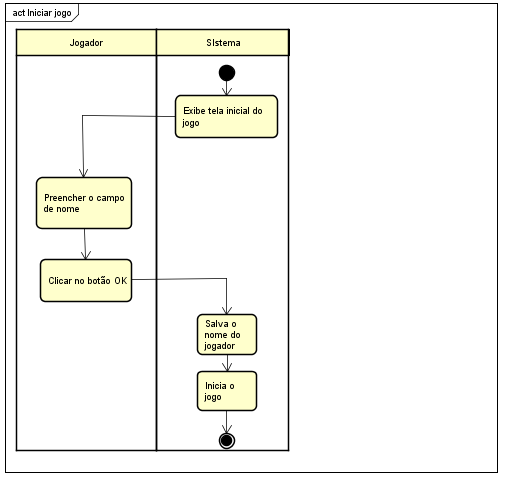 act Iniciar jogo
Jogador
SIstema
Exibe tela inicial do
jogo
Preencher o campo
de nome
Clicar no botão OK
Salva o
nome do
jogador
Inicia o
jogo